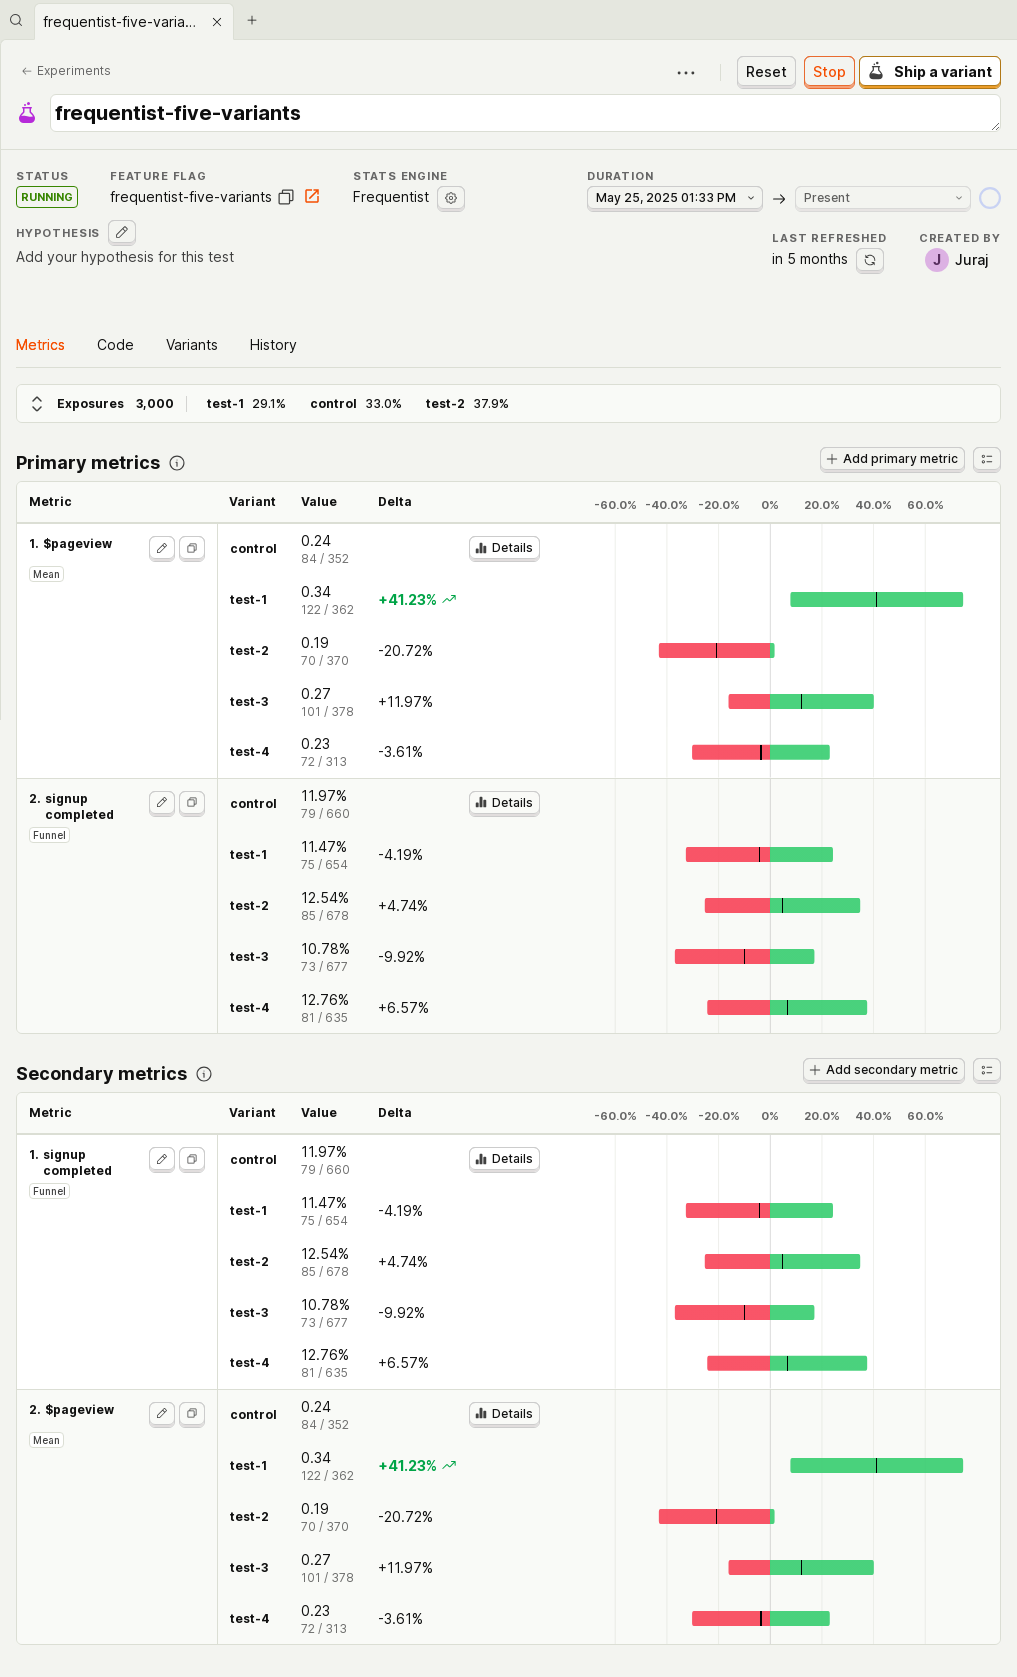 frequentist-five-varia...
← Experiments
Reset
Stop
Ship a variant
frequentist-five-variants
STATUS
FEATURE FLAG
STATS ENGINE
DURATION
RUNNING
frequentist-five-variants
Frequentist
May 25, 2025 01:33 PM
→
Present
HYPOTHESIS
Add your hypothesis for this test
LAST REFRESHED
CREATED BY
in 5 months
J Juraj
Metrics
Code
Variants
History
Exposures 3,000 test-1 29.1% control 33.0% test-2 37.9%
Primary metrics
Add primary metric
Metric Variant Value Delta -60.0% -40.0% -20.0% 0% 20.0% 40.0% 60.0%
1. $pageview
Mean
control 0.24 Details
84 / 352
test-1 0.34 +41.23%
122 / 362
test-2 0.19 -20.72%
70 / 370
test-3 0.27 +11.97%
101 / 378
test-4 0.23 -3.61%
72 / 313
2. signup
completed
Funnel
control 11.97% Details
79 / 660
test-1 11.47% -4.19%
75 / 654
test-2 12.54% +4.74%
85 / 678
test-3 10.78% -9.92%
73 / 677
test-4 12.76% +6.57%
81 / 635
Secondary metrics
Add secondary metric
Metric Variant Value Delta -60.0% -40.0% -20.0% 0% 20.0% 40.0% 60.0%
1. signup
completed
Funnel
control 11.97% Details
79 / 660
test-1 11.47% -4.19%
75 / 654
test-2 12.54% +4.74%
85 / 678
test-3 10.78% -9.92%
73 / 677
test-4 12.76% +6.57%
81 / 635
2. $pageview
Mean
control 0.24 Details
84 / 352
test-1 0.34 +41.23%
122 / 362
test-2 0.19 -20.72%
70 / 370
test-3 0.27 +11.97%
101 / 378
test-4 0.23 -3.61%
72 / 313